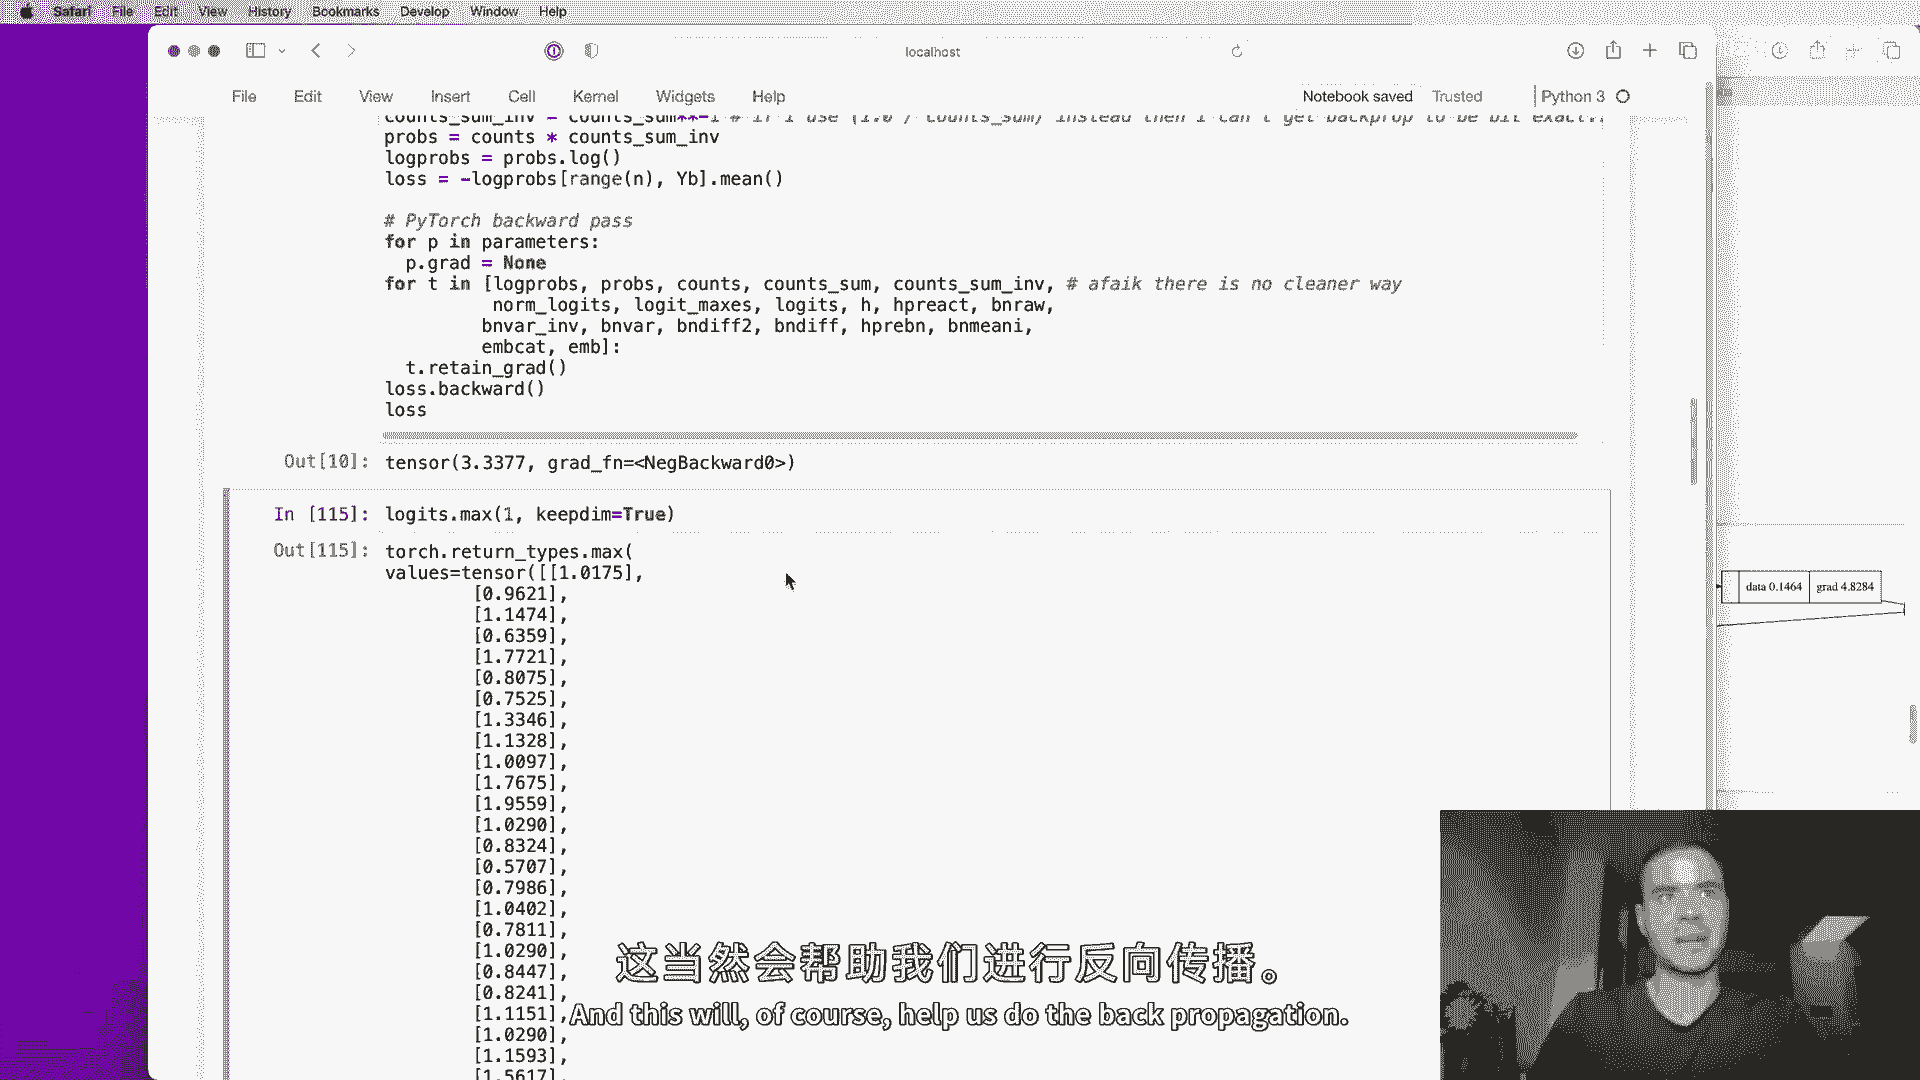 Safari File Edit View History Bookmarks Develop Window Help
localhost
File Edit View Insert Cell Kernel Widgets Help
Notebook saved Trusted Python 3
counts_sum_inv = counts_sum**-1 # if I use (1.0 / counts_sum) instead then I can't get backprop to be bit exact...
probs = counts * counts_sum_inv
logprobs = probs.log()
loss = -logprobs[range(n), Yb].mean()
# PyTorch backward pass
for p in parameters:
p.grad = None
for t in [logprobs, probs, counts, counts_sum, counts_sum_inv, # afaik there is no cleaner way
norm_logits, logit_maxes, logits, h, hpreact, bnraw,
bnvar_inv, bnvar, bndiff2, bndiff, hprebn, bnmeani,
embcat, emb]:
t.retain_grad()
loss.backward()
loss
Out[10]: tensor(3.3377, grad_fn=<NegBackward0>)
In [115]: logits.max(1, keepdim=True)
Out[115]: torch.return_types.max(
values=tensor([[1.0175],
[0.9621],
[1.1474],
[0.6359],
[1.7721],
[0.8075],
[0.7525],
[1.3346],
[1.1328],
[1.0097],
[1.7675],
[1.9559],
[1.0290],
[0.8324],
[0.5707],
[0.7986],
[1.0402],
[0.7811],
[1.0290],
[0.8447],
[0.8241],
[1.1151],
[1.0290],
[1.1593],
[1.5617],
data 0.1464 grad 4.8284
这当然会帮助我们进行反向传播。
And this will, of course, help us do the back propagation.